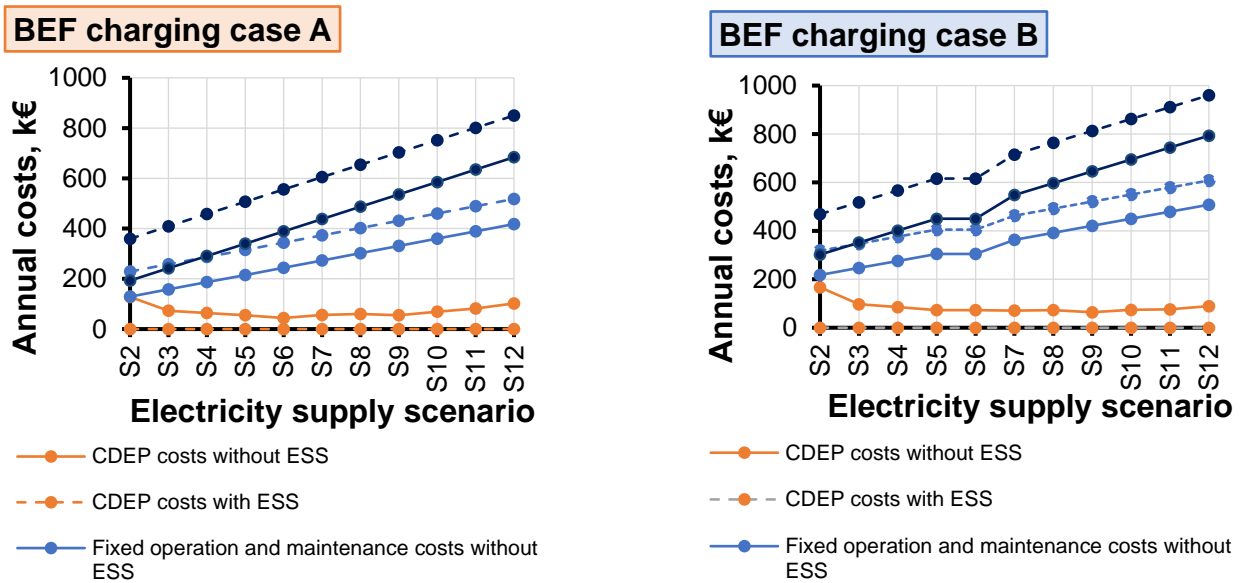 BEF charging case A
1000
800
600
400
200
0
Annual costs, k€
S2
S3
S4
S5
S6
S7
S8
S9
S10
S11
S12
Electricity supply scenario
CDEP costs without ESS
CDEP costs with ESS
Fixed operation and maintenance costs without
ESS
BEF charging case B
1000
800
600
400
200
0
Annual costs, k€
S2
S3
S4
S5
S6
S7
S8
S9
S10
S11
S12
Electricity supply scenario
CDEP costs without ESS
CDEP costs with ESS
Fixed operation and maintenance costs without
ESS